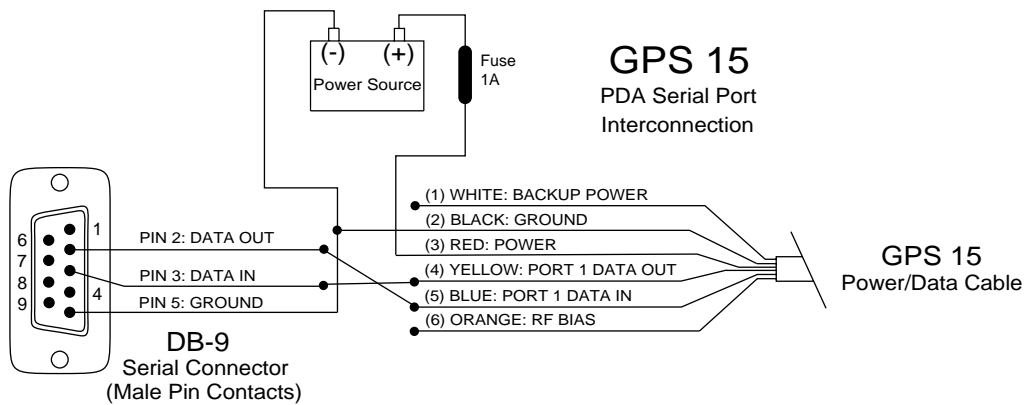 (-)
(+)
Power Source
Fuse
1A
GPS 15
PDA Serial Port
Interconnection
(1) WHITE: BACKUP POWER
(2) BLACK: GROUND
(3) RED: POWER
(4) YELLOW: PORT 1 DATA OUT
(5) BLUE: PORT 1 DATA IN
(6) ORANGE: RF BIAS
GPS 15
Power/Data Cable
1
6
7
8
9
4
PIN 2: DATA OUT
PIN 3: DATA IN
PIN 5: GROUND
DB-9
Serial Connector
(Male Pin Contacts)